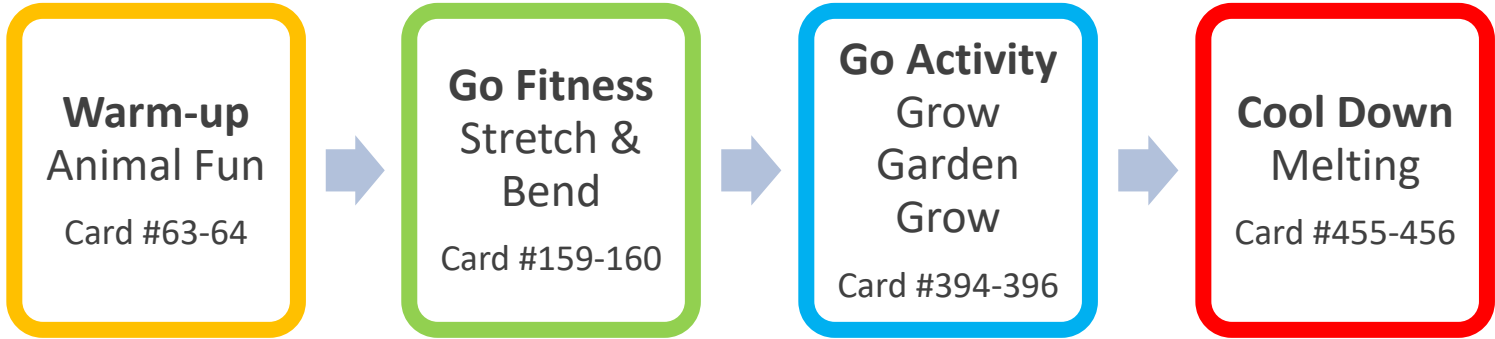 Warm-up
Animal Fun
Card #63-64
Go Fitness
Stretch &
Bend
Card #159-160
Go Activity
Grow
Garden
Grow
Card #394-396
Cool Down
Melting
Card #455-456